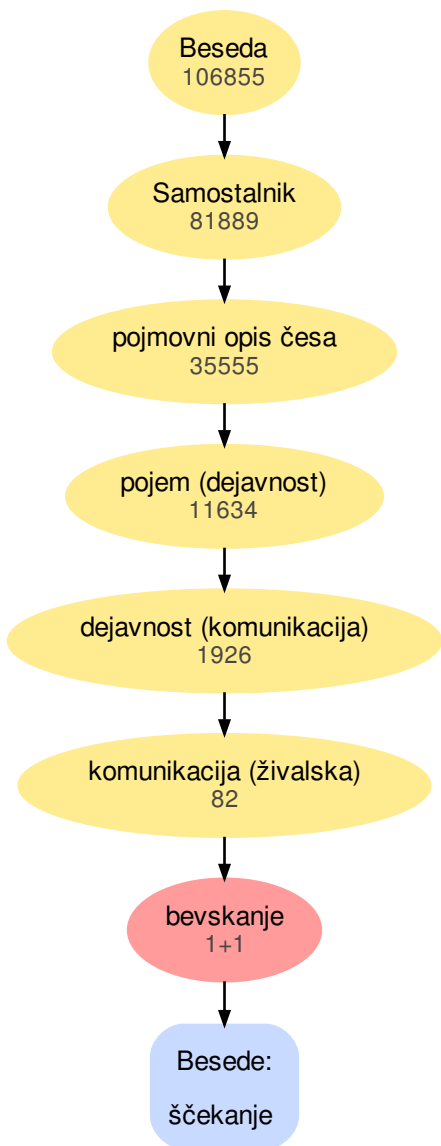 Beseda
106855
Samostalnik
81889
pojmovni opis česa
35555
pojem (dejavnost)
11634
dejavnost (komunikacija)
1926
komunikacija (živalska)
82
bevskanje
1+1
Besede:
ščekanje